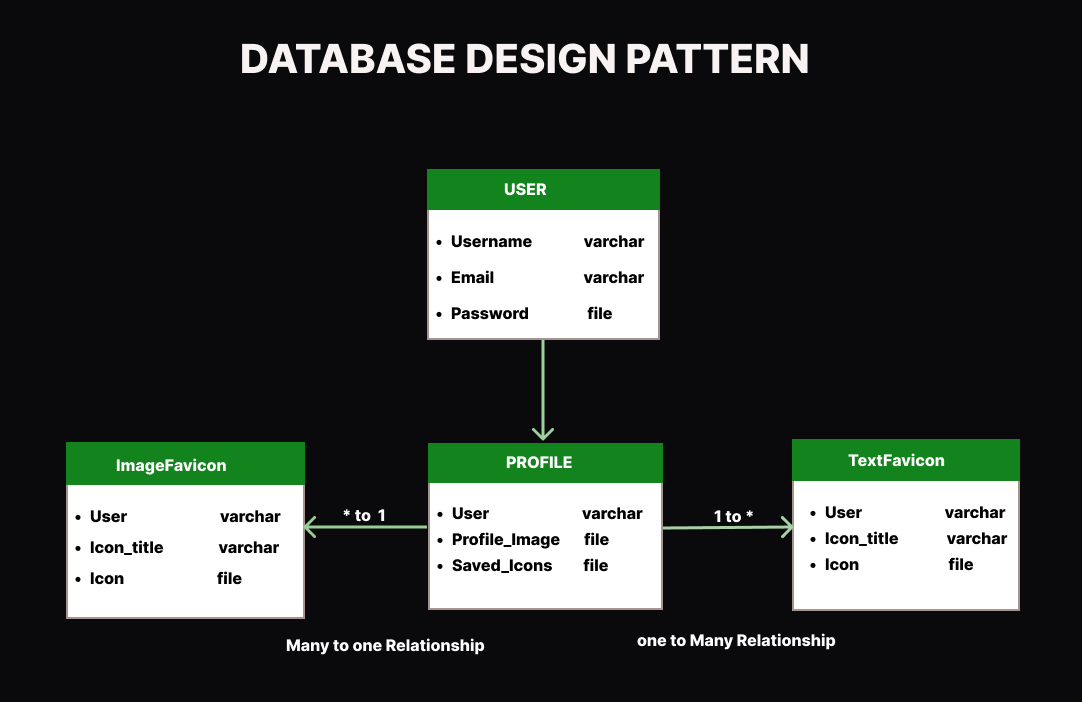 DATABASE DESIGN PATTERN
USER
• Username varchar
• Email varchar
• Password file
ImageFavicon
• User varchar
• Icon_title varchar
• Icon file
* to 1
PROFILE
• User varchar
• Profile_Image file
• Saved_Icons file
1 to *
TextFavicon
• User varchar
• Icon_title varchar
• Icon file
Many to one Relationship
one to Many Relationship